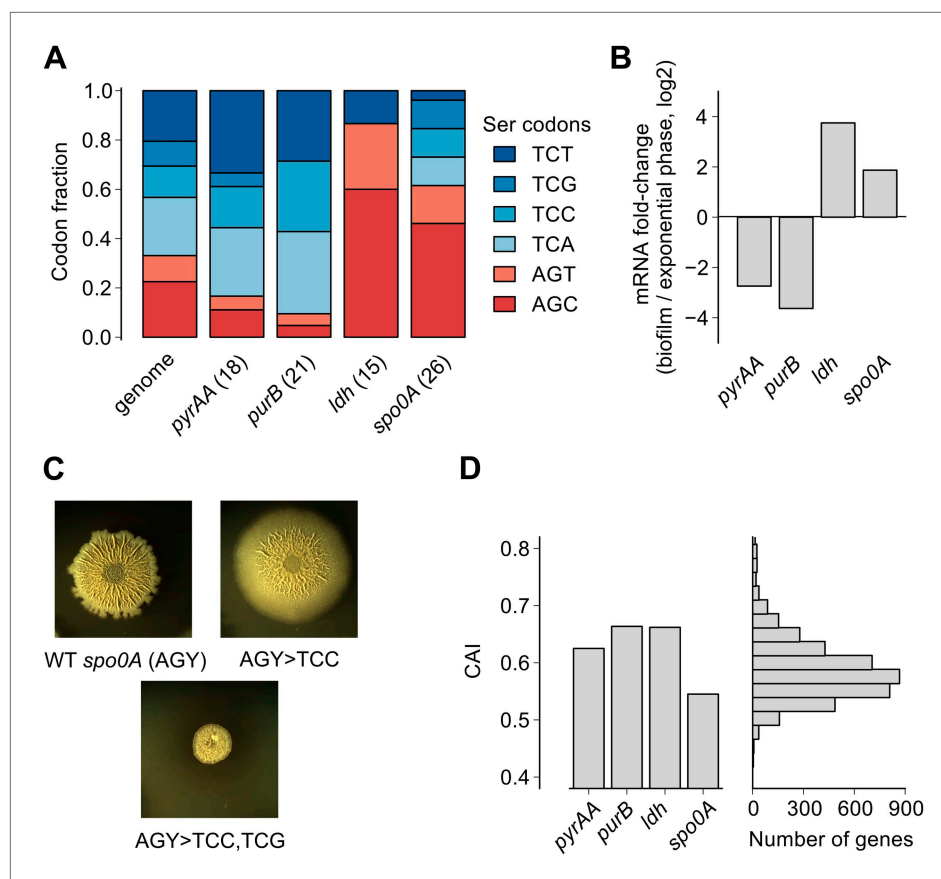 A
1.0
0.8
0.6
0.4
0.2
0.0
Codon fraction
genome
pyrAA (18)
purB (21)
ldh (15)
spo0A (26)
Ser codons
TCT
TCG
TCC
TCA
AGT
AGC
B
4
2
0
−2
−4
mRNA fold-change
(biofilm / exponential phase, log2)
pyrAA
purB
ldh
spo0A
C
WT spo0A (AGY)
AGY>TCC
AGY>TCC,TCG
D
0.8
0.7
0.6
0.5
0.4
CAI
pyrAA
purB
ldh
spo0A
0
300
600
900
Number of genes